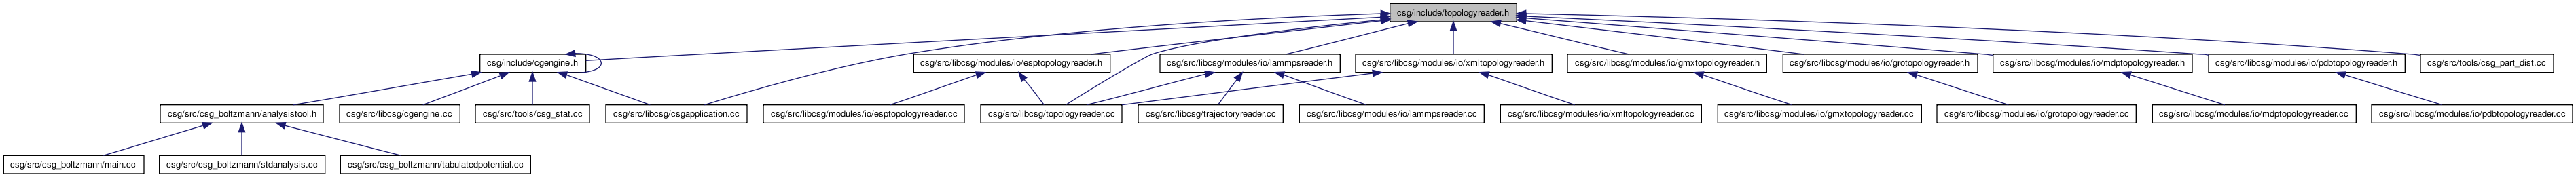 csg/include/topologyreader.h
csg/include/cgengine.h
csg/src/libcsg/modules/io/esptopologyreader.h
csg/src/libcsg/modules/io/lammpsreader.h
csg/src/libcsg/modules/io/xmltopologyreader.h
csg/src/libcsg/modules/io/gmxtopologyreader.h
csg/src/libcsg/modules/io/grotopologyreader.h
csg/src/libcsg/modules/io/mdptopologyreader.h
csg/src/libcsg/modules/io/pdbtopologyreader.h
csg/src/tools/csg_part_dist.cc
csg/src/csg_boltzmann/analysistool.h
csg/src/libcsg/cgengine.cc
csg/src/tools/csg_stat.cc
csg/src/libcsg/csgapplication.cc
csg/src/libcsg/modules/io/esptopologyreader.cc
csg/src/libcsg/topologyreader.cc
csg/src/libcsg/trajectoryreader.cc
csg/src/libcsg/modules/io/lammpsreader.cc
csg/src/libcsg/modules/io/xmltopologyreader.cc
csg/src/libcsg/modules/io/gmxtopologyreader.cc
csg/src/libcsg/modules/io/grotopologyreader.cc
csg/src/libcsg/modules/io/mdptopologyreader.cc
csg/src/libcsg/modules/io/pdbtopologyreader.cc
csg/src/csg_boltzmann/main.cc
csg/src/csg_boltzmann/stdanalysis.cc
csg/src/csg_boltzmann/tabulatedpotential.cc